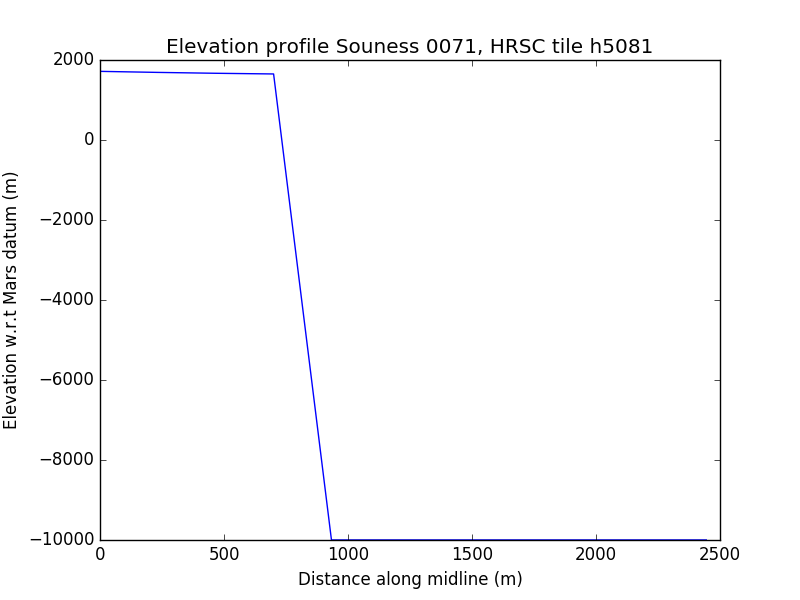 Elevation profile Souness 0071, HRSC tile h5081
2000
0
−2000
−4000
−6000
−8000
−10000
Elevation w.r.t Mars datum (m)
0 500 1000 1500 2000 2500
Distance along midline (m)